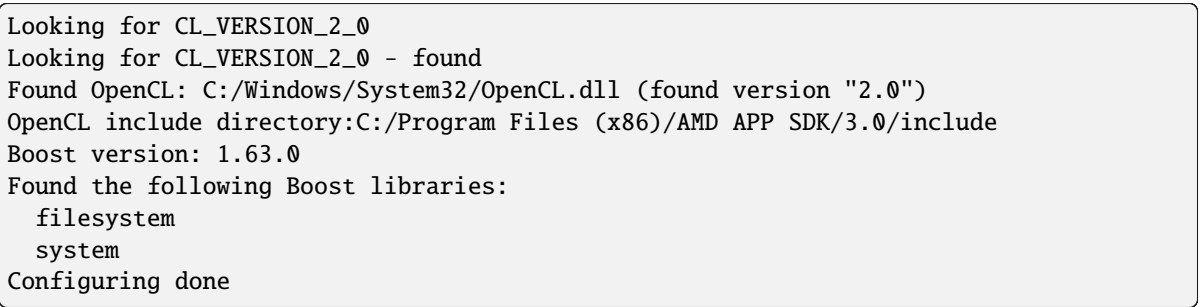 Looking for CL_VERSION_2_0
Looking for CL_VERSION_2_0 - found
Found OpenCL: C:/Windows/System32/OpenCL.dll (found version "2.0")
OpenCL include directory:C:/Program Files (x86)/AMD APP SDK/3.0/include
Boost version: 1.63.0
Found the following Boost libraries:
  filesystem
  system
Configuring done